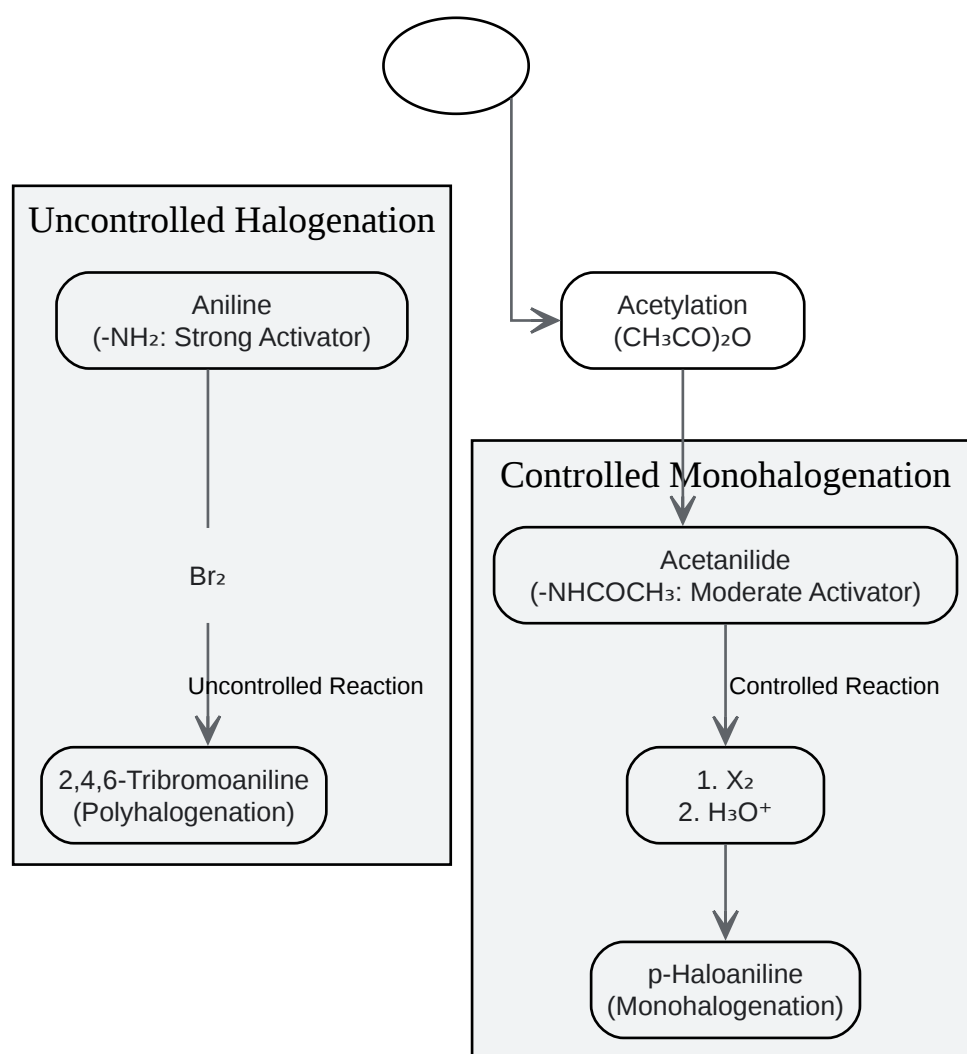 Uncontrolled Halogenation
Aniline
(-NH₂: Strong Activator)
Br₂
Uncontrolled Reaction
2,4,6-Tribromoaniline
(Polyhalogenation)
Acetylation
(CH₃CO)₂O
Controlled Monohalogenation
Acetanilide
(-NHCOCH₃: Moderate Activator)
Controlled Reaction
1. X₂
2. H₃O⁺
p-Haloaniline
(Monohalogenation)